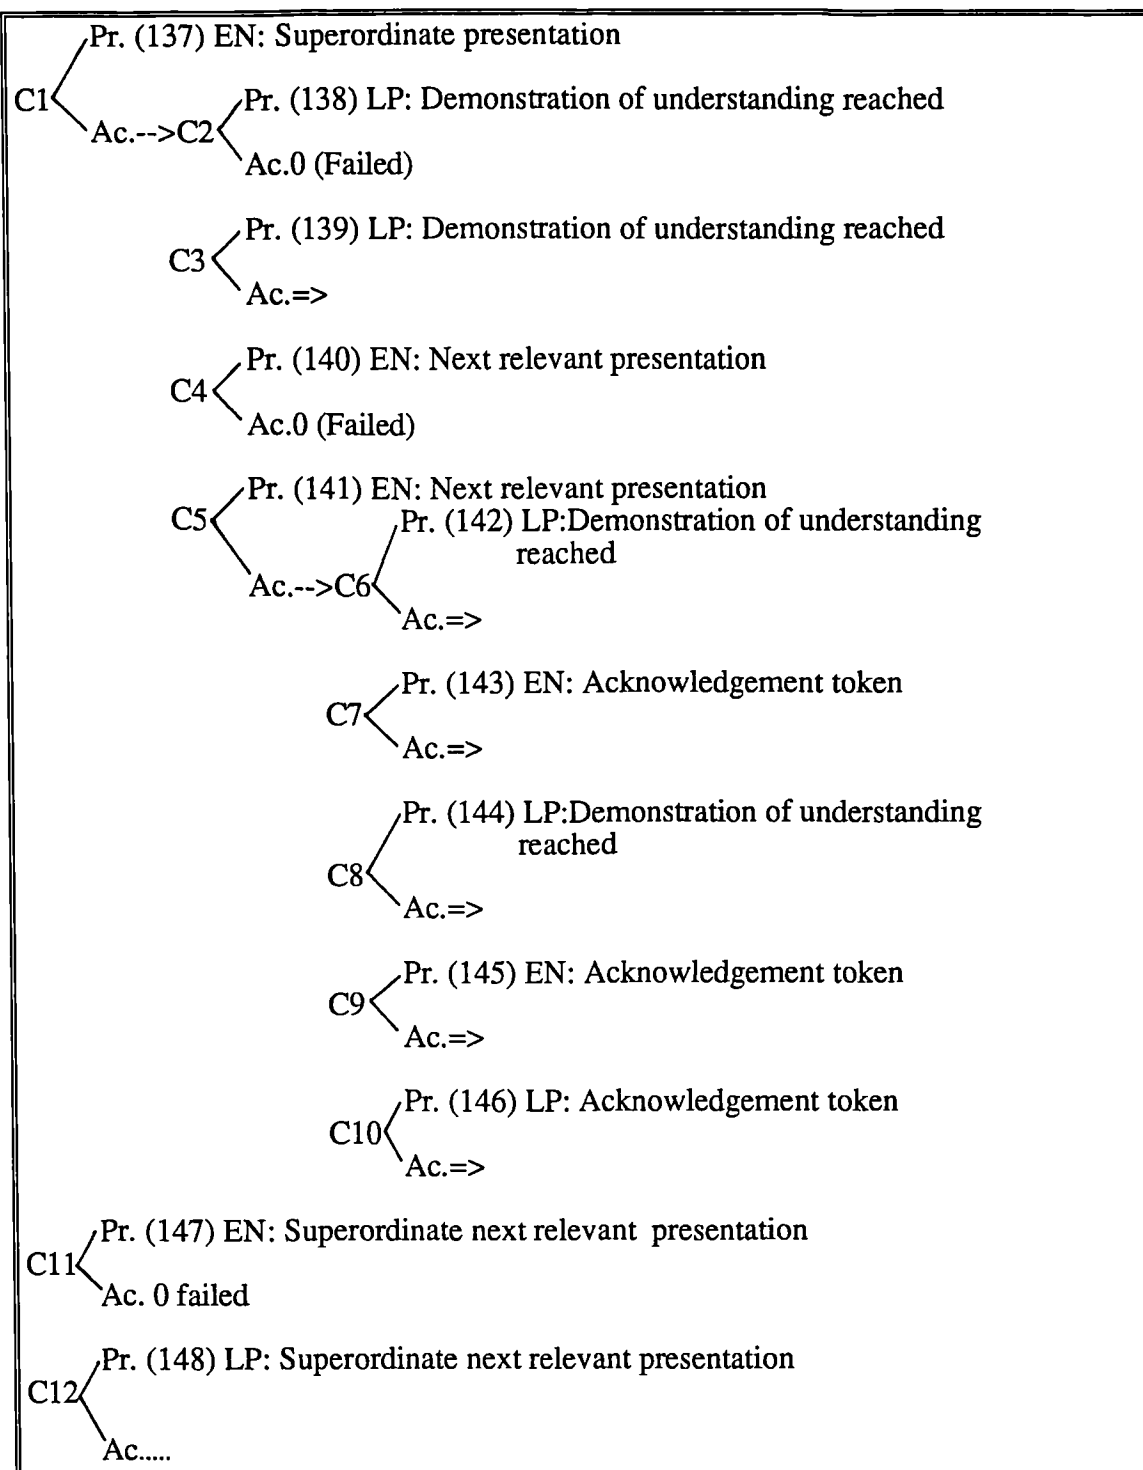 Pr. (137) EN: Superordinate presentation
C1
Pr. (138) LP: Demonstration of understanding reached
Ac.-->C2
Ac.0 (Failed)
Pr. (139) LP: Demonstration of understanding reached
C3
Ac.=>
Pr. (140) EN: Next relevant presentation
C4
Ac.0 (Failed)
Pr. (141) EN: Next relevant presentation
C5
Pr. (142) LP:Demonstration of understanding
reached
Ac.-->C6
Ac.=>
Pr. (143) EN: Acknowledgement token
C7
Ac.=>
Pr. (144) LP:Demonstration of understanding
reached
C8
Ac.=>
Pr. (145) EN: Acknowledgement token
C9
Ac.=>
Pr. (146) LP: Acknowledgement token
C10
Ac.=>
Pr. (147) EN: Superordinate next relevant presentation
C11
Ac. 0 failed
Pr. (148) LP: Superordinate next relevant presentation
C12
Ac.....